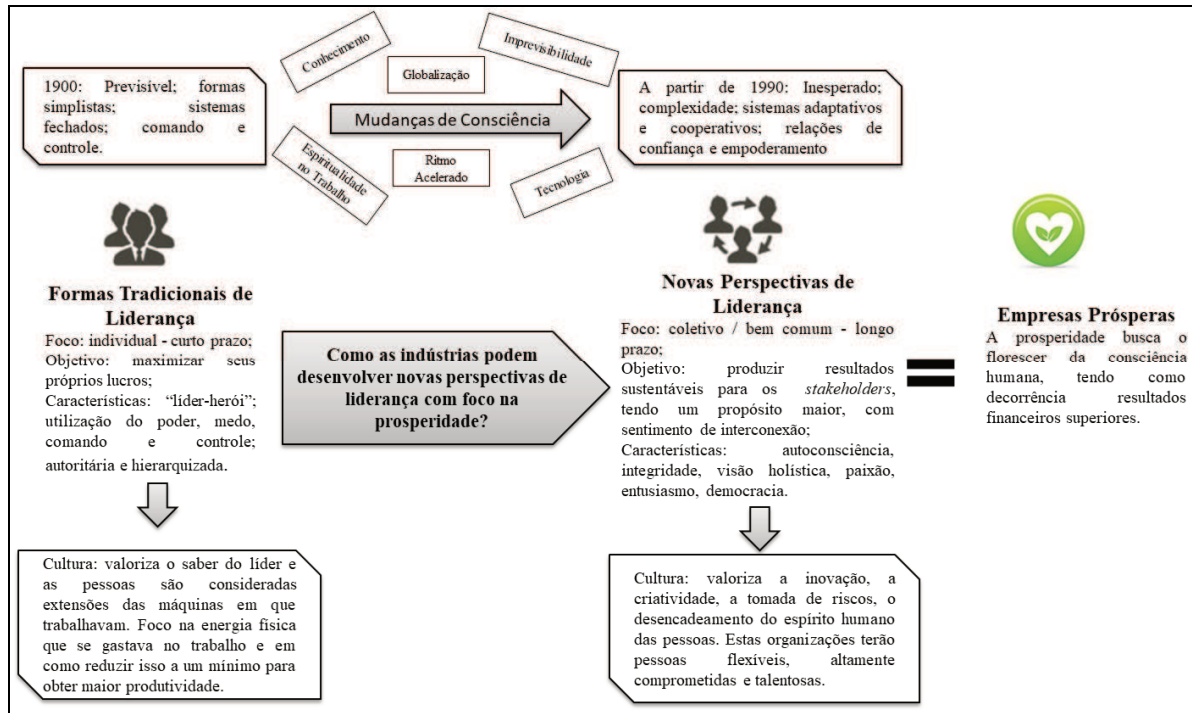 1900: Previsível; formas
simplistas; sistemas
fechados; comando e
controle.
Conhecimento
Imprevisibilidade
Globalização
Mudanças de Consciência
Espiritualidade
no Trabalho
Ritmo
Acelerado
Tecnologia
A partir de 1990: Inesperado;
complexidade; sistemas adaptativos
e cooperativos; relações de
confiança e empoderamento
Formas Tradicionais de
Liderança
Foco: individual - curto prazo;
Objetivo: maximizar seus
próprios lucros;
Características: “líder-herói”;
utilização do poder, medo,
comando e controle;
autoritária e hierarquizada.
Como as indústrias podem
desenvolver novas perspectivas de
liderança com foco na
prosperidade?
Novas Perspectivas de
Liderança
Foco: coletivo / bem comum - longo
prazo;
Objetivo: produzir resultados
sustentáveis para os stakeholders,
tendo um propósito maior, com
sentimento de interconexão;
Características: autoconsciência,
integridade, visão holística, paixão,
entusiasmo, democracia.
Empresas Prósperas
A prosperidade busca o
florescer da consciência
humana, tendo como
decorrência resultados
financeiros superiores.
Cultura: valoriza o saber do líder e
as pessoas são consideradas
extensões das máquinas em que
trabalhavam. Foco na energia física
que se gastava no trabalho e em
como reduzir isso a um mínimo para
obter maior produtividade.
Cultura: valoriza a inovação, a
criatividade, a tomada de riscos, o
desencadeamento do espírito humano
das pessoas. Estas organizações terão
pessoas flexíveis, altamente
comprometidas e talentosas.